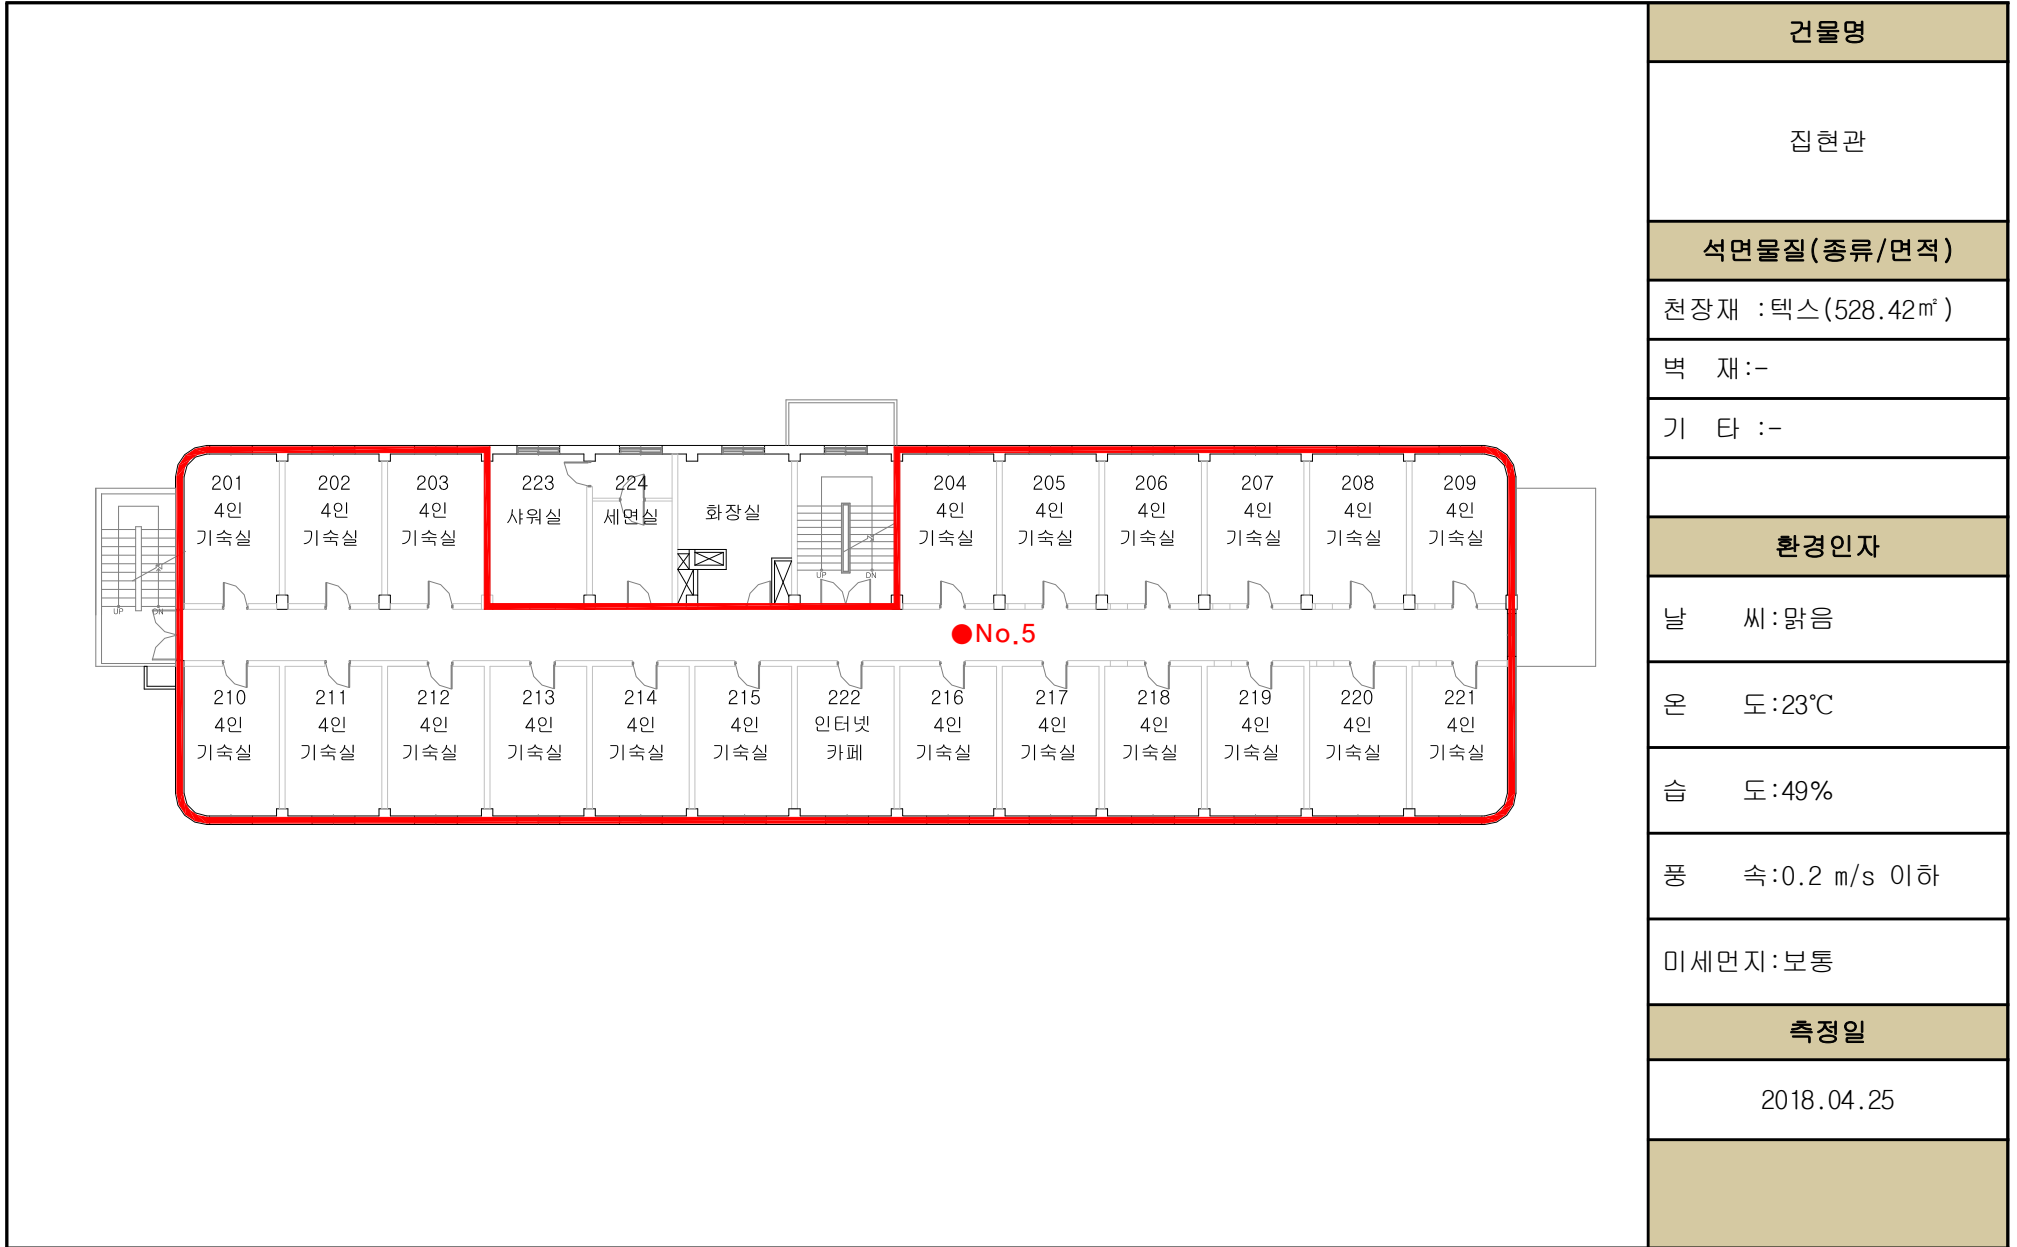 건물명
집현관
석면물질(종류/면적)
천장재 :텍스(528.42㎡)
벽 재:-
기 타 :-
환경인자
날 씨:맑음
온 도:23℃
습 도:49%
풍 속:0.2 m/s 이하
미세먼지:보통
측정일
2018.04.25
201
4인
기숙실
202
4인
기숙실
203
4인
기숙실
223
샤워실
224
세면실
화장실
UP
DN
204
4인
기숙실
205
4인
기숙실
206
4인
기숙실
207
4인
기숙실
208
4인
기숙실
209
4인
기숙실
UP
DN
No.5
210
4인
기숙실
211
4인
기숙실
212
4인
기숙실
213
4인
기숙실
214
4인
기숙실
215
4인
기숙실
222
인터넷
카페
216
4인
기숙실
217
4인
기숙실
218
4인
기숙실
219
4인
기숙실
220
4인
기숙실
221
4인
기숙실